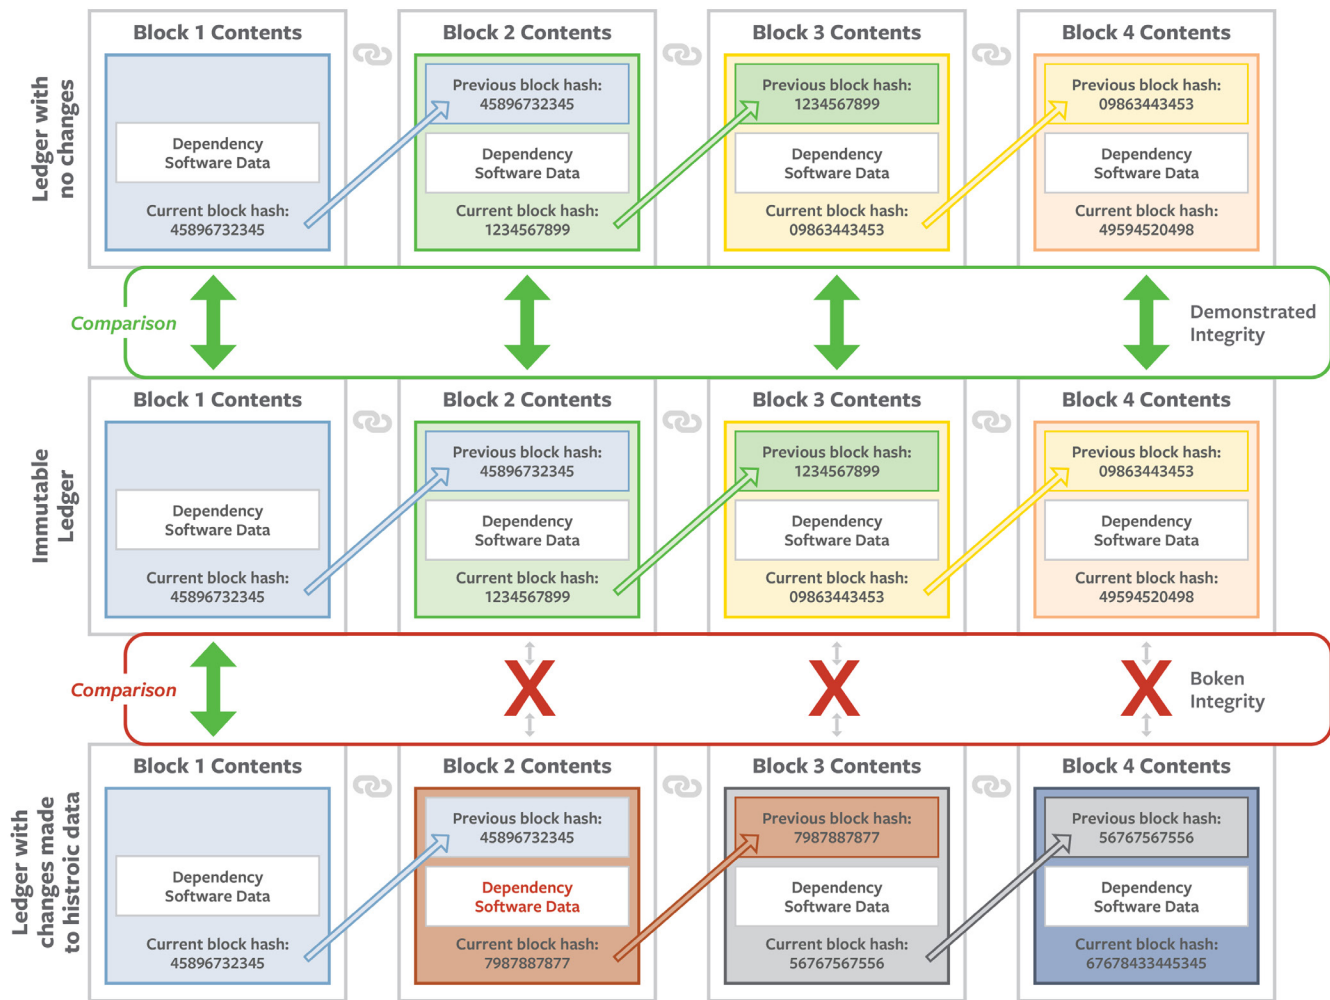 Ledger with
no changes
Block 1 Contents
Dependency
Software Data
Current block hash:
45896732345
Block 2 Contents
Previous block hash:
45896732345
Dependency
Software Data
Current block hash:
1234567899
Block 3 Contents
Previous block hash:
1234567899
Dependency
Software Data
Current block hash:
09863443453
Block 4 Contents
Previous block hash:
09863443453
Dependency
Software Data
Current block hash:
49594520498
Comparison
Demonstrated
Integrity
Immutable
Ledger
Block 1 Contents
Dependency
Software Data
Current block hash:
45896732345
Block 2 Contents
Previous block hash:
45896732345
Dependency
Software Data
Current block hash:
1234567899
Block 3 Contents
Previous block hash:
1234567899
Dependency
Software Data
Current block hash:
09863443453
Block 4 Contents
Previous block hash:
09863443453
Dependency
Software Data
Current block hash:
49594520498
Comparison
X
X
X
Boken
Integrity
Ledger with
changes made
to histroic data
Block 1 Contents
Dependency
Software Data
Current block hash:
45896732345
Block 2 Contents
Previous block hash:
45896732345
Dependency
Software Data
Current block hash:
7987887877
Block 3 Contents
Previous block hash:
7987887877
Dependency
Software Data
Current block hash:
56767567556
Block 4 Contents
Previous block hash:
56767567556
Dependency
Software Data
Current block hash:
67678433445345